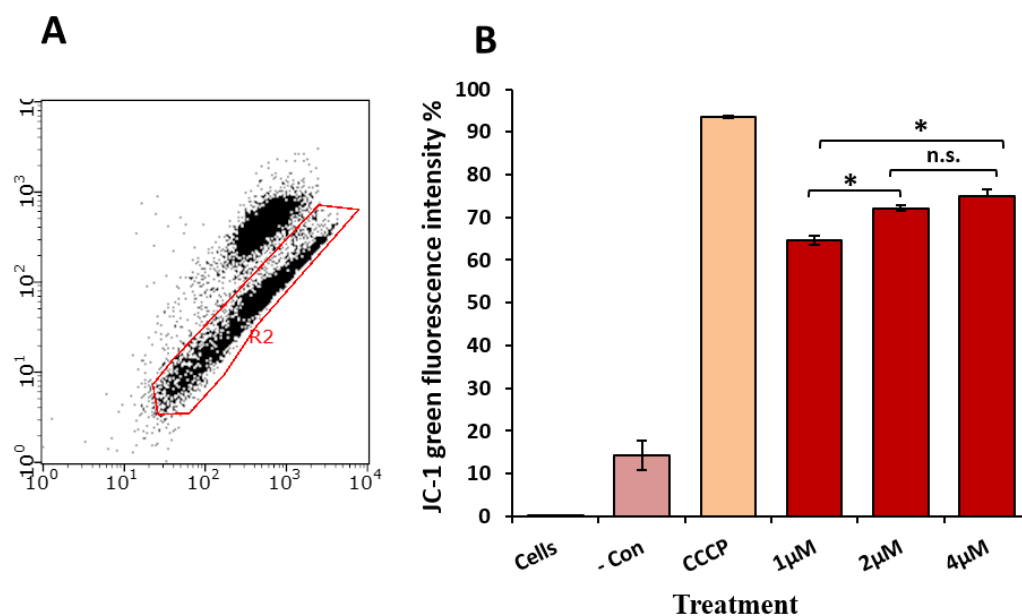 A
B
10⁰ 10¹ 10² 10³ 10
10⁰ 10¹ 10² 10³ 10⁴
R2
JC-1 green fluorescence intensity %
100
90
80
70
60
50
40
30
20
10
0
*
n.s.
*
Cells - Con CCCP 1μM 2μM 4μM
Treatment